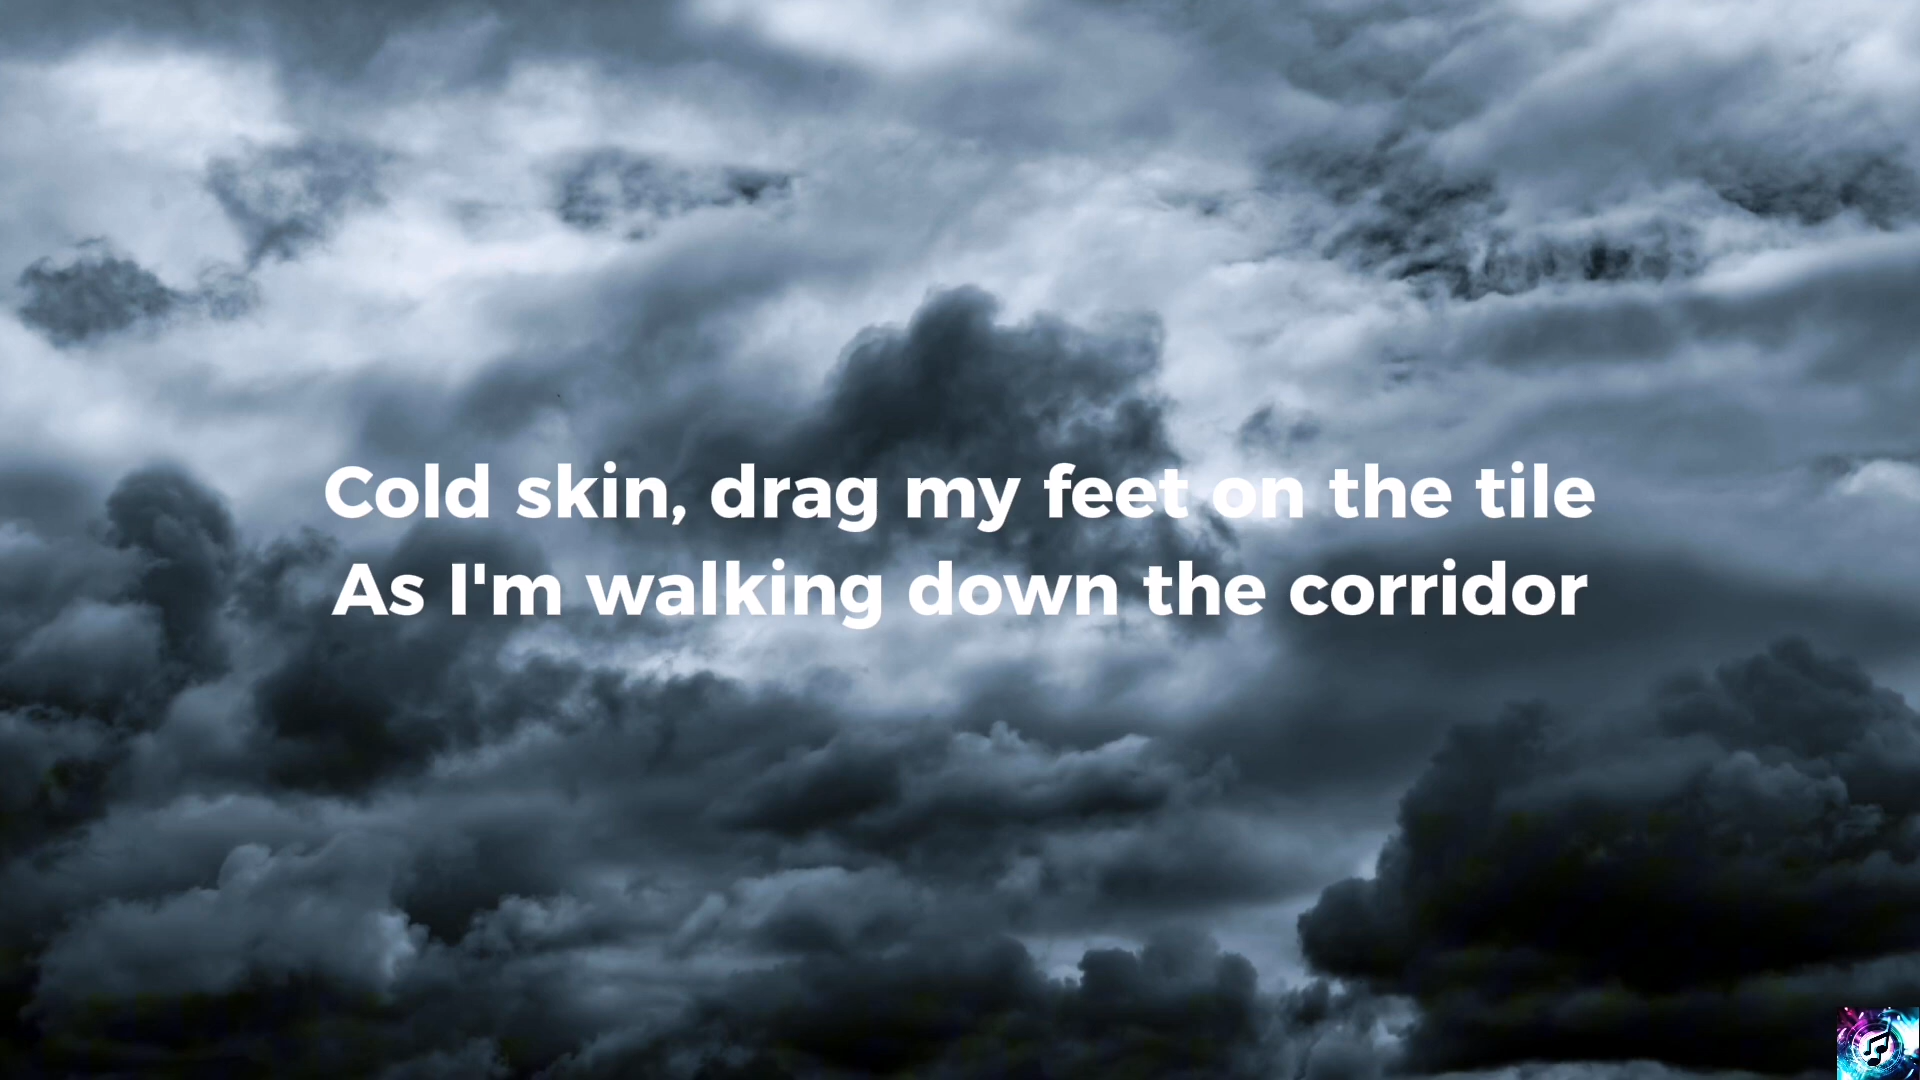 Cold skin, drag my feet on the tile
As I'm walking down the corridor